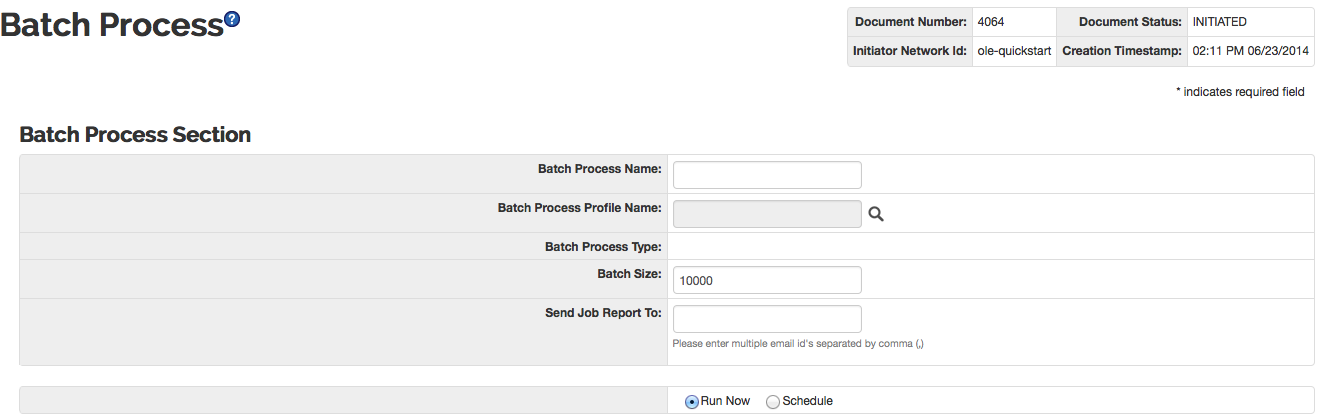 Batch Process?
Document Number: 4064 Document Status: INITIATED
Initiator Network Id: ole-quickstart Creation Timestamp: 02:11 PM 06/23/2014
* indicates required field
Batch Process Section
Batch Process Name:
Batch Process Profile Name:
Batch Process Type:
Batch Size: 10000
Send Job Report To:
Please enter multiple email id's separated by comma (,)
Run Now Schedule